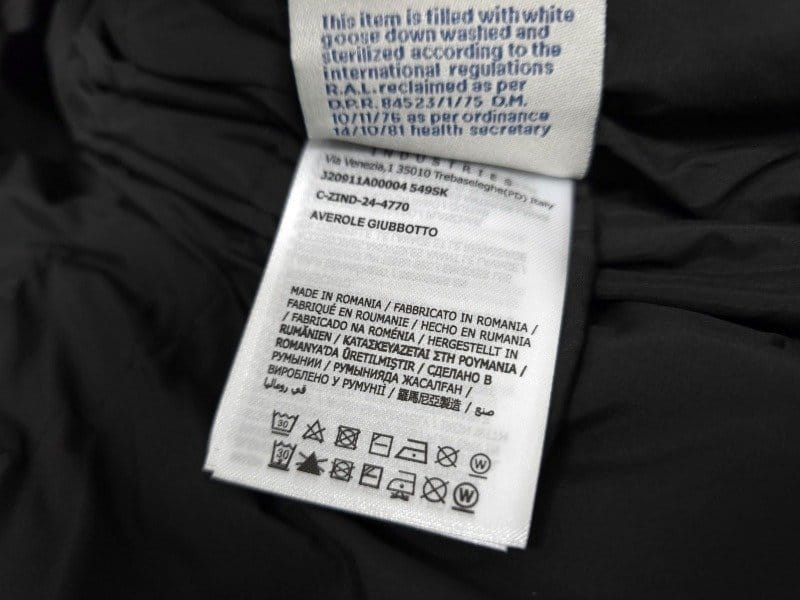 This item is filled with white
goose down washed and
sterilized according to the
international regulations
R.A.L. reclaimed as per
D.P.R. 84523/1/75 O.M.
10/11/76 as per ordinance
14/10/81 health secretary
INDUSTRIES
Via Venezia,1 35010 Trebaseleghe(PD) Italy
J20911A00004 549SK
C-ZIND-24-4770
AVEROLE GIUBBOTTO
MADE IN ROMANIA / FABBRICATO IN ROMANIA /
FABRIQUÉ EN ROUMANIE / HECHO EN RUMANIA
/ FABRICADO NA ROMÉNIA / HERGESTELLT IN
RUMÄNIEN / ΚΑΤΑΣΚΕΥΑΖΕΤΑΙ ΣΤΗ ΡΟΥΜΑΝΙΑ /
ROMANYA'DA ÜRETILMIŞTIR / СДЕЛАНО В
РУМЫНИИ / РУМЫНИЯДА ЖАСАЛҒАН /
ВИРОБЛЕНО У РУМУНІЇ / 羅馬尼亞製造 / صنع
في رومانيا
30 W
30 W